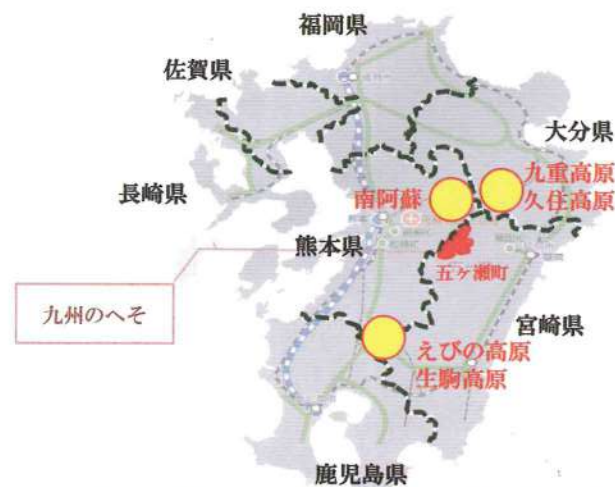 福岡県
佐賀県
大分県
長崎県
九重高原
久住高原
南阿蘇
熊本県
五ヶ瀬町
九州のへそ
宮崎県
えびの高原
生駒高原
鹿児島県